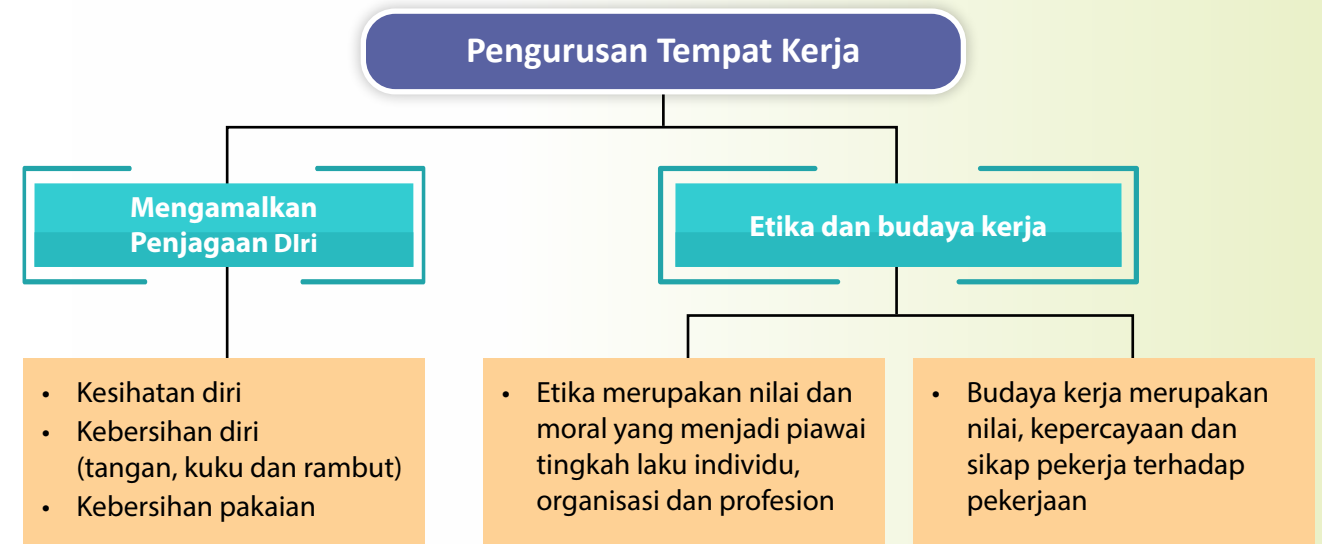 Pengurusan Tempat Kerja
Mengamalkan
Penjagaan DIri
Etika dan budaya kerja
• Kesihatan diri
• Kebersihan diri
(tangan, kuku dan rambut)
• Kebersihan pakaian
• Etika merupakan nilai dan
moral yang menjadi piawai
tingkah laku individu,
organisasi dan profesion
• Budaya kerja merupakan
nilai, kepercayaan dan
sikap pekerja terhadap
pekerjaan